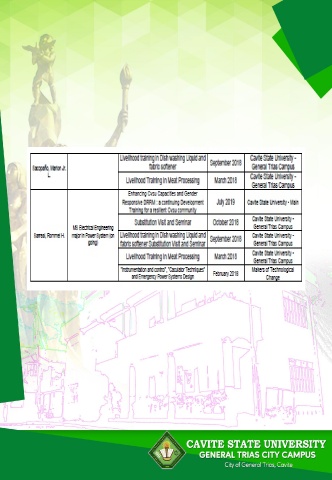 Bacopaño, Marlon Jr.
L.
Livelihood training in Dish washing Liquid and
fabric softener
September 2018
Cavite State University -
General Trias Campus
Livelihood Training in Meat Processing
March 2018
Cavite State University -
General Trias Campus
Rommel H.
MS Electrical Engineering
major in Power System (on
going)
Enhancing Cvsu Capacities and Gender
Responsive DRRM : a continuing Development
Training for a resilient Cvsu community
July 2019
Cavite State University - Main
Substitution Visit and Seminar
October 2018
Cavite State University -
General Trias Campus
Livelihood training in Dish washing Liquid and
fabric softener Substitution Visit and Seminar
September 2018
Cavite State University -
General Trias Campus
Livelihood Training in Meat Processing
March 2018
Cavite State University -
General Trias Campus
"Instrumentation and control", "Caculator Techniques"
and Emergency Power Systems Design
February 2018
Makers of Technological
Change
CAVITE STATE UNIVERSITY
GENERAL TRIAS CITY CAMPUS
City of General Trias, Cavite